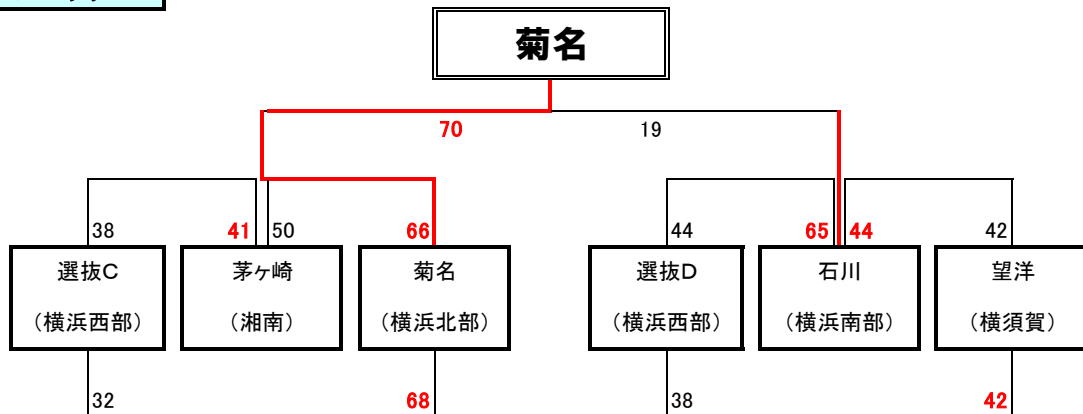 菊名
70 19
38 41 50 66 44 65 44 42
選抜C 茅ヶ崎 菊名 選抜D 石川 望洋
（横浜西部） （湘南） （横浜北部） （横浜西部） （横浜南部） （横須賀）
32 68 38 42